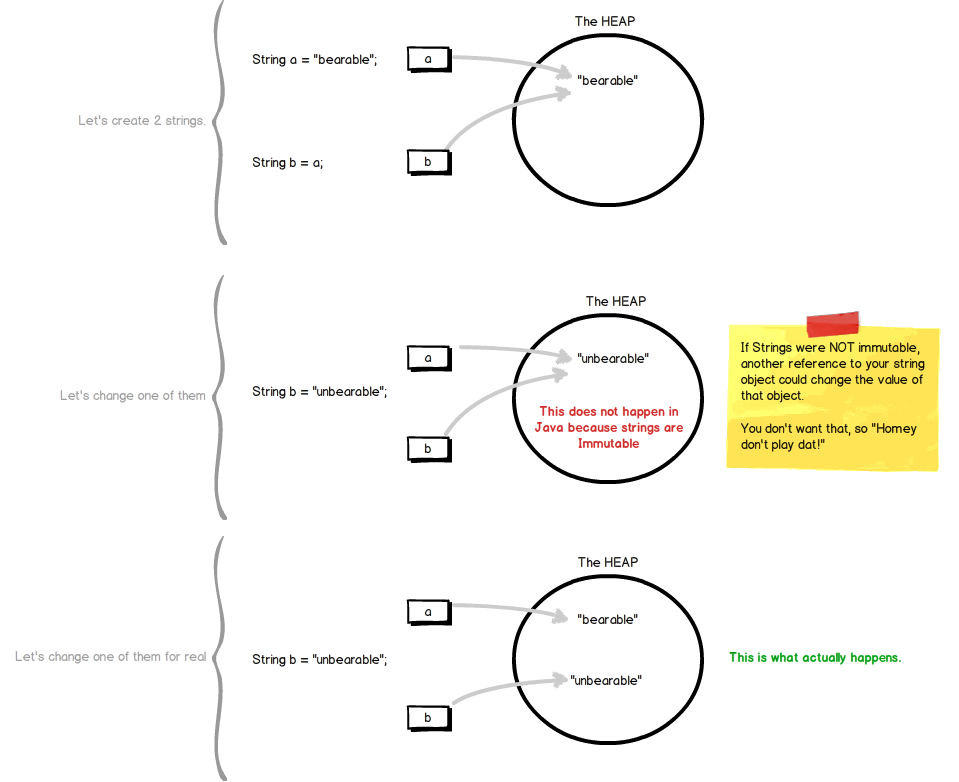 The HEAP
String a = "bearable";
a
"bearable"
Let's create 2 strings.
String b = a;
b
The HEAP
a
"unbearable"
Let's change one of them
String b = "unbearable";
This does not happen in
Java because strings are
Immutable
b
If Strings were NOT immutable,
another reference to your string
object could change the value of
that object.
You don't want that, so "Homey
don't play dat!"
The HEAP
a
"bearable"
Let's change one of them for real
String b = "unbearable";
"unbearable"
b
This is what actually happens.